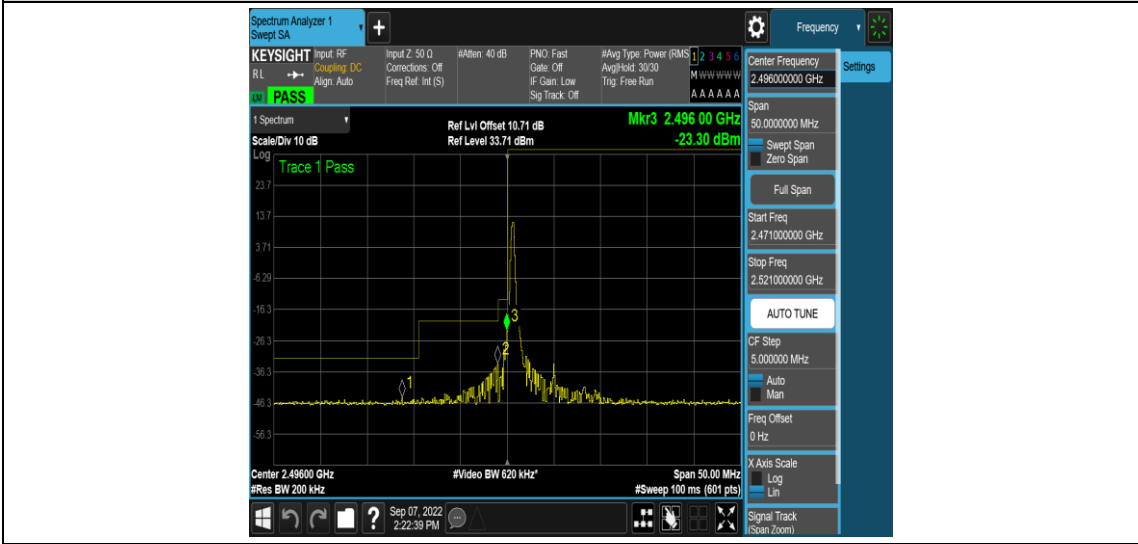 Spectrum Analyzer 1
Swept SA
Frequency
KEYSIGHT
RL
PASS
Input: RF
Coupling: DC
Align: Auto
Input Z: 50 Ω
Corrections: Off
Freq Ref: Int (S)
#Atten: 40 dB
PNO: Fast
Gate: Off
IF Gain: Low
Sig Track: Off
#Avg Type: Power (RMS
Avg|Hold: 30/30
Trig: Free Run
1 2 3 4 5 6
M W W W W W
A A A A A A
1 Spectrum
Scale/Div 10 dB
Ref Lvl Offset 10.71 dB
Ref Level 33.71 dBm
Mkr3 2.496 00 GHz
-23.30 dBm
Log
Trace 1 Pass
23.7
13.7
3.71
-6.29
-16.3
-26.3
-36.3
-46.3
-56.3
1
2
3
Center 2.49600 GHz
#Video BW 620 kHz*
Span 50.00 MHz
#Res BW 200 kHz
#Sweep 100 ms (601 pts)
?
Sep 07, 2022
2:22:39 PM
Center Frequency
2.496000000 GHz
Settings
Span
50.0000000 MHz
Swept Span
Zero Span
Full Span
Start Freq
2.471000000 GHz
Stop Freq
2.521000000 GHz
AUTO TUNE
CF Step
5.000000 MHz
Auto
Man
Freq Offset
0 Hz
X Axis Scale
Log
Lin
Signal Track
(Span Zoom)